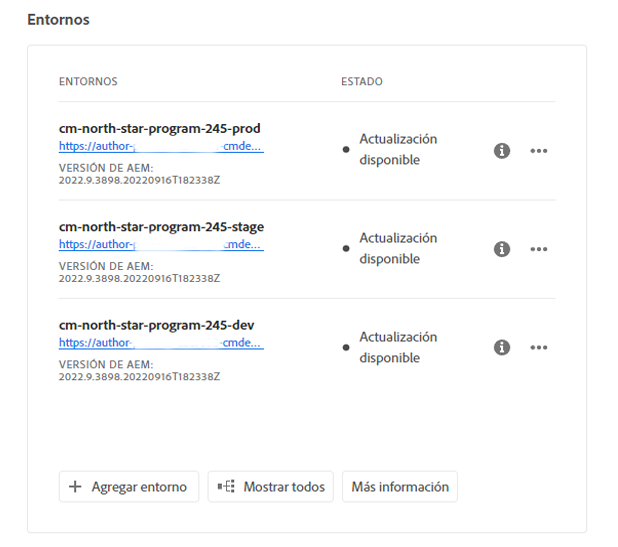 Entornos
ENTORNOS ESTADO
cm-north-star-program-245-prod
https://author- cmde...
VERSIÓN DE AEM:
2022.9.3898.20220916T182338Z
Actualización
disponible
cm-north-star-program-245-stage
https://author- cmde...
VERSIÓN DE AEM:
2022.9.3898.20220916T182338Z
Actualización
disponible
cm-north-star-program-245-dev
https://author- cmde...
VERSIÓN DE AEM:
2022.9.3898.20220916T182338Z
Actualización
disponible
Agregar entorno Mostrar todos Más información